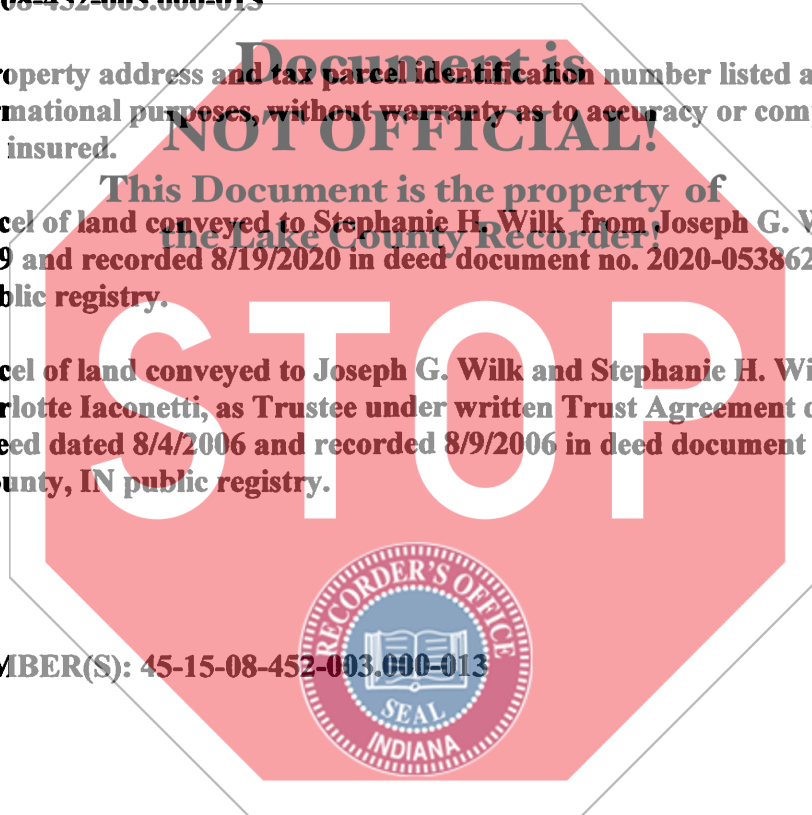 08-452-003.000-013
Document is
roperty address and tax parcel identification number listed a
rmational purposes, without warranty as to accuracy or com
NOT OFFICIAL!
insured.
This Document is the property of
cel of land conveyed to Stephanie H. Wilk from Joseph G. W
the Lake County Recorder!
9 and recorded 8/19/2020 in deed document no. 2020-053862
blic registry.
STOP
cel of land conveyed to Joseph G. Wilk and Stephanie H. Wi
rlotte Iaconetti, as Trustee under written Trust Agreement d
eed dated 8/4/2006 and recorded 8/9/2006 in deed document
unty, IN public registry.
RECORDER'S OFFICE
MBER(S): 45-15-08-452-003.000-013
SEAL
INDIANA